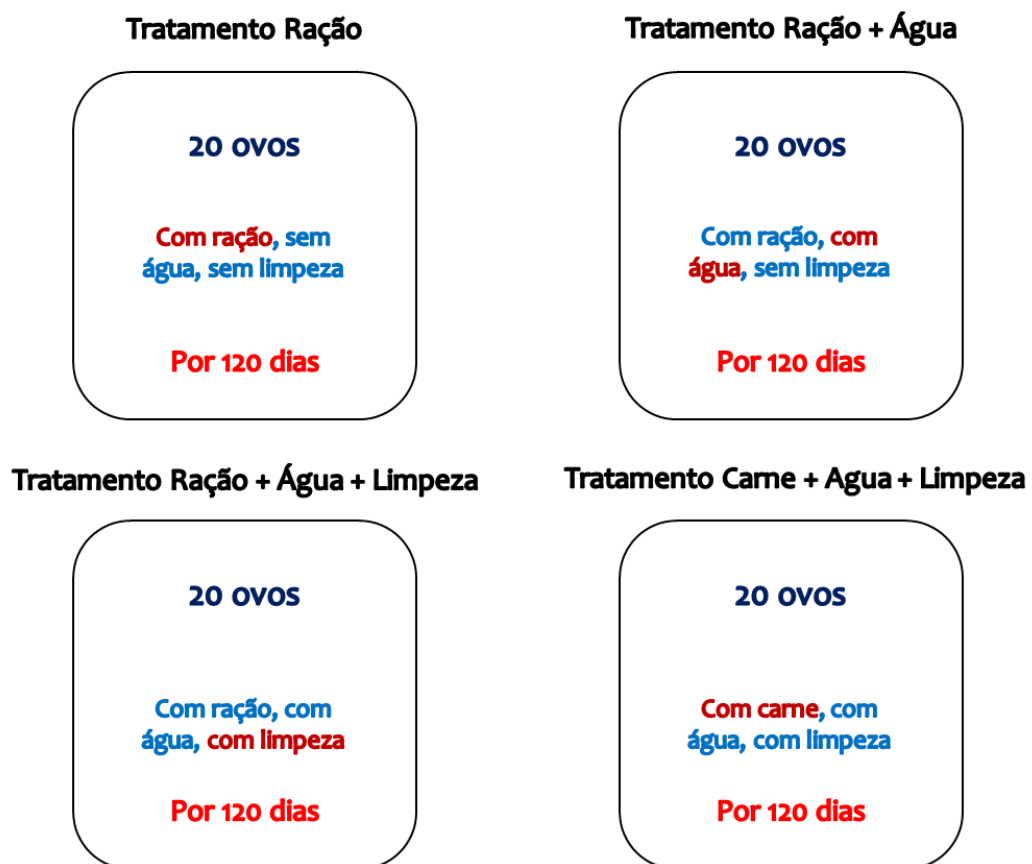 Tratamento Ração
20 ovos
Com ração, sem
água, sem limpeza
Por 120 dias
Tratamento Ração + Água
20 ovos
Com ração, com
água, sem limpeza
Por 120 dias
Tratamento Ração + Água + Limpeza
20 ovos
Com ração, com
água, com limpeza
Por 120 dias
Tratamento Carne + Agua + Limpeza
20 ovos
Com carne, com
água, com limpeza
Por 120 dias